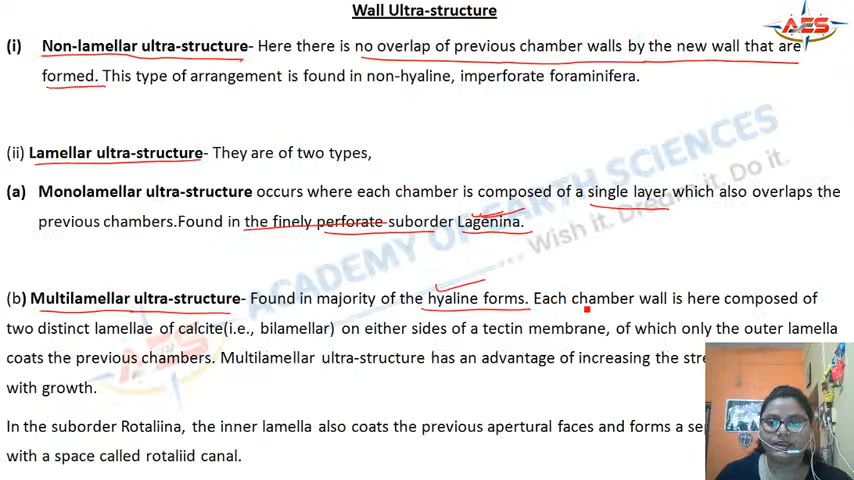 Wall Ultra-structure
AES
(i) Non-lamellar ultra-structure- Here there is no overlap of previous chamber walls by the new wall that are
formed. This type of arrangement is found in non-hyaline, imperforate foraminifera.
(ii) Lamellar ultra-structure- They are of two types,
(a) Monolamellar ultra-structure occurs where each chamber is composed of a single layer which also overlaps the
previous chambers.Found in the finely perforate suborder Lagenina.
ACADEMY OF EARTH SCIENCES
Wish it. Dream it. Do it.
(b) Multilamellar ultra-structure- Found in majority of the hyaline forms. Each chamber wall is here composed of
two distinct lamellae of calcite(i.e., bilamellar) on either sides of a tectin membrane, of which only the outer lamella
coats the previous chambers. Multilamellar ultra-structure has an advantage of increasing the
with growth.
In the suborder Rotaliina, the inner lamella also coats the previous apertural faces and forms a
with a space called rotaliid canal.